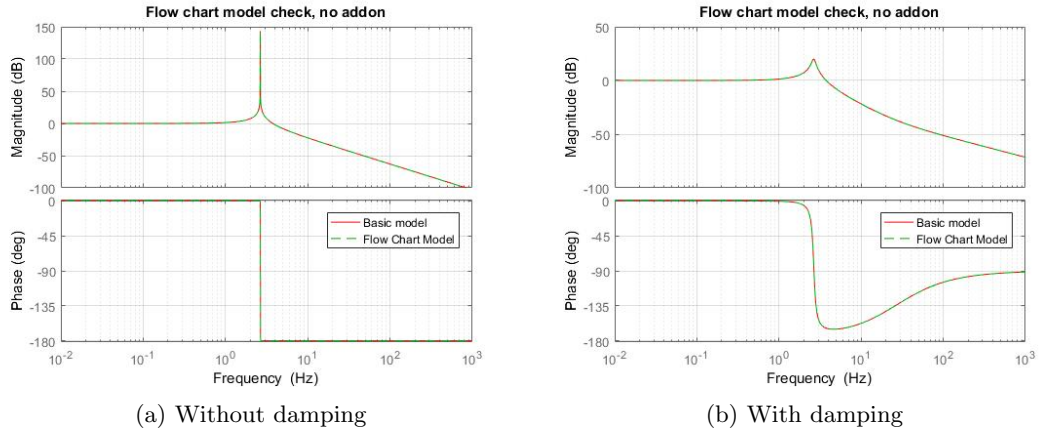 Flow chart model check, no addon
150
100
50
0
-50
-100
Magnitude (dB)
0
-45
-90
-135
-180
Phase (deg)
Basic model
Flow Chart Model
10^-2
10^-1
10^0
10^1
10^2
10^3
Frequency (Hz)
(a) Without damping
Flow chart model check, no addon
50
0
-50
-100
Magnitude (dB)
0
-45
-90
-135
-180
Phase (deg)
Basic model
Flow Chart Model
10^-2
10^-1
10^0
10^1
10^2
10^3
Frequency (Hz)
(b) With damping